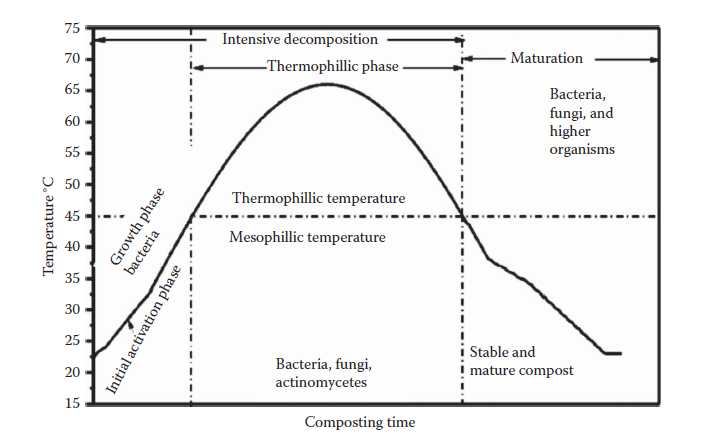 75
70
65
60
55
50
45
40
35
30
25
20
15
Temperature °C
Intensive decomposition
Thermophillic phase
Maturation
Bacteria,
fungi, and
higher
organisms
Growth phase
bacteria
Initial activation phase
Thermophillic temperature
Mesophillic temperature
Bacteria, fungi,
actinomycetes
Stable and
mature compost
Composting time